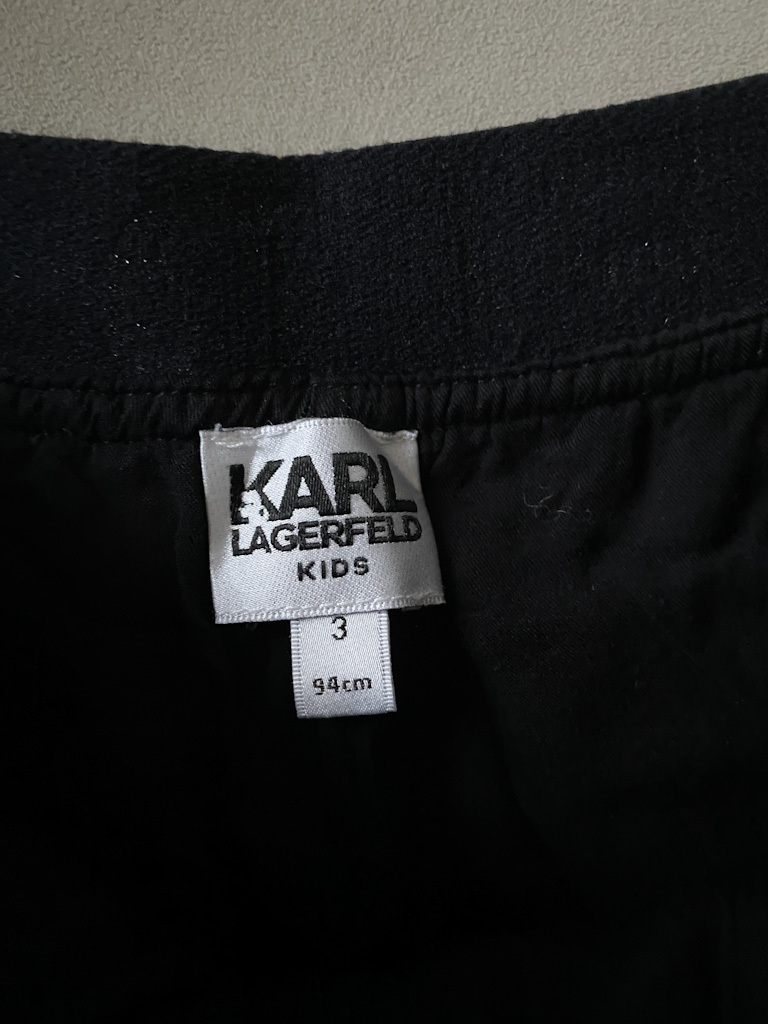 KARL
LAGERFELD
KIDS
3
94cm